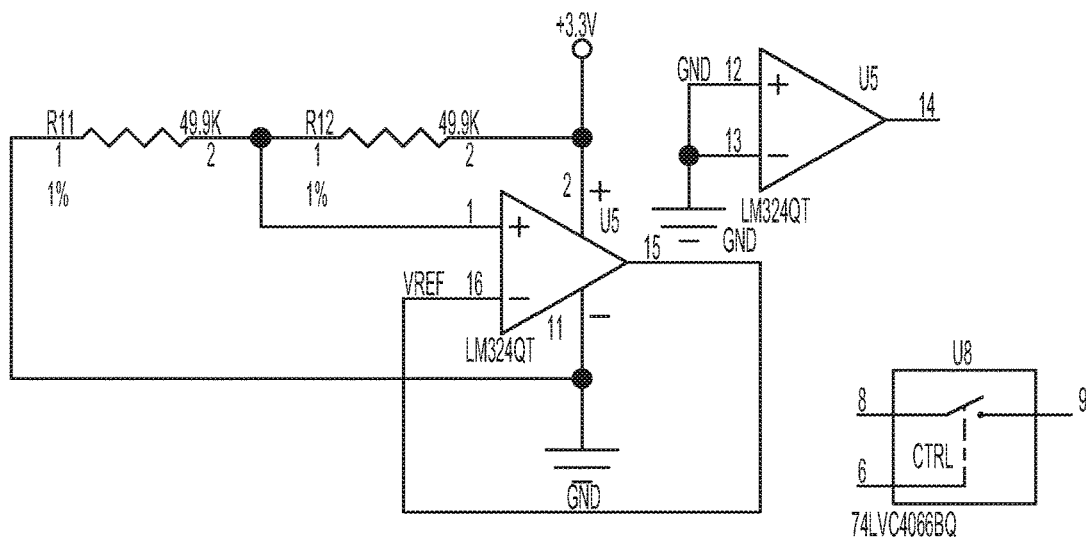 +3.3V
GND 12
U5
14
13
LM324QT
GND
R11 49.9K R12 49.9K
1 2 1 2
1% 1%
2 +
U5
1 +
15
VREF 16 −
11 −
LM324QT
GND
U8
8 9
CTRL
6
74LVC4066BQ